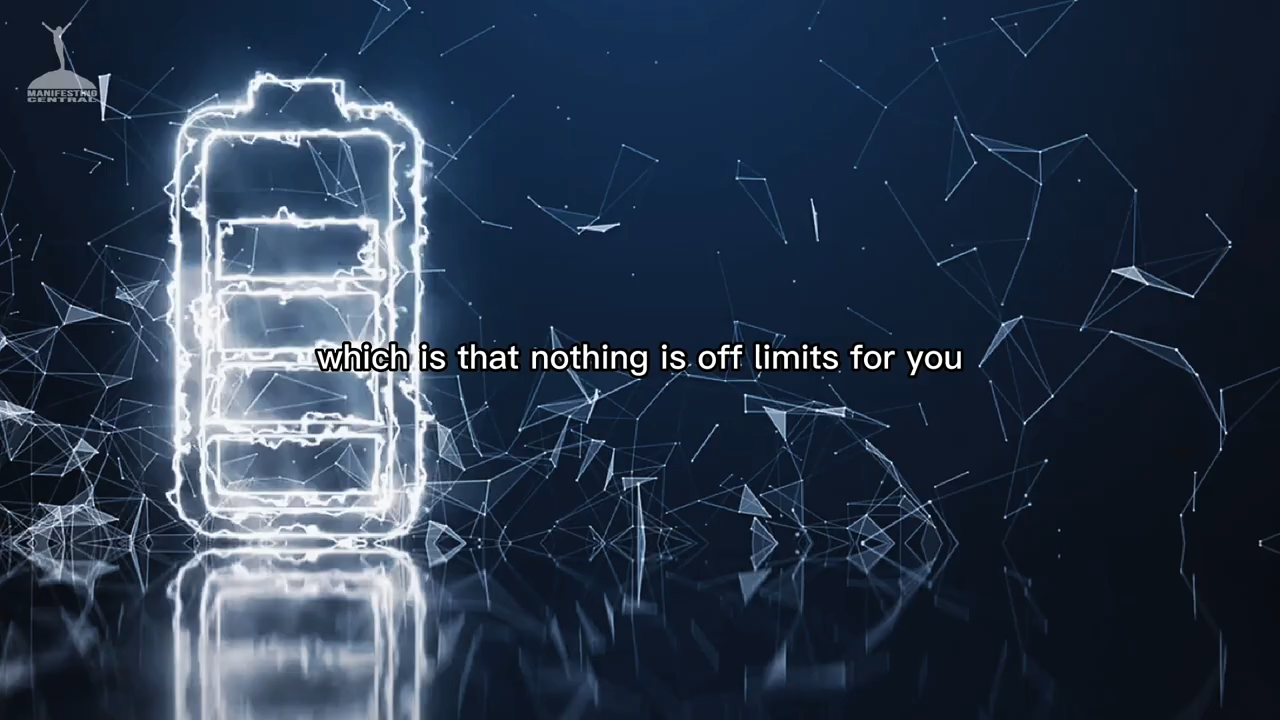 MANIFESTING
CENTRAL
which is that nothing is off limits for you